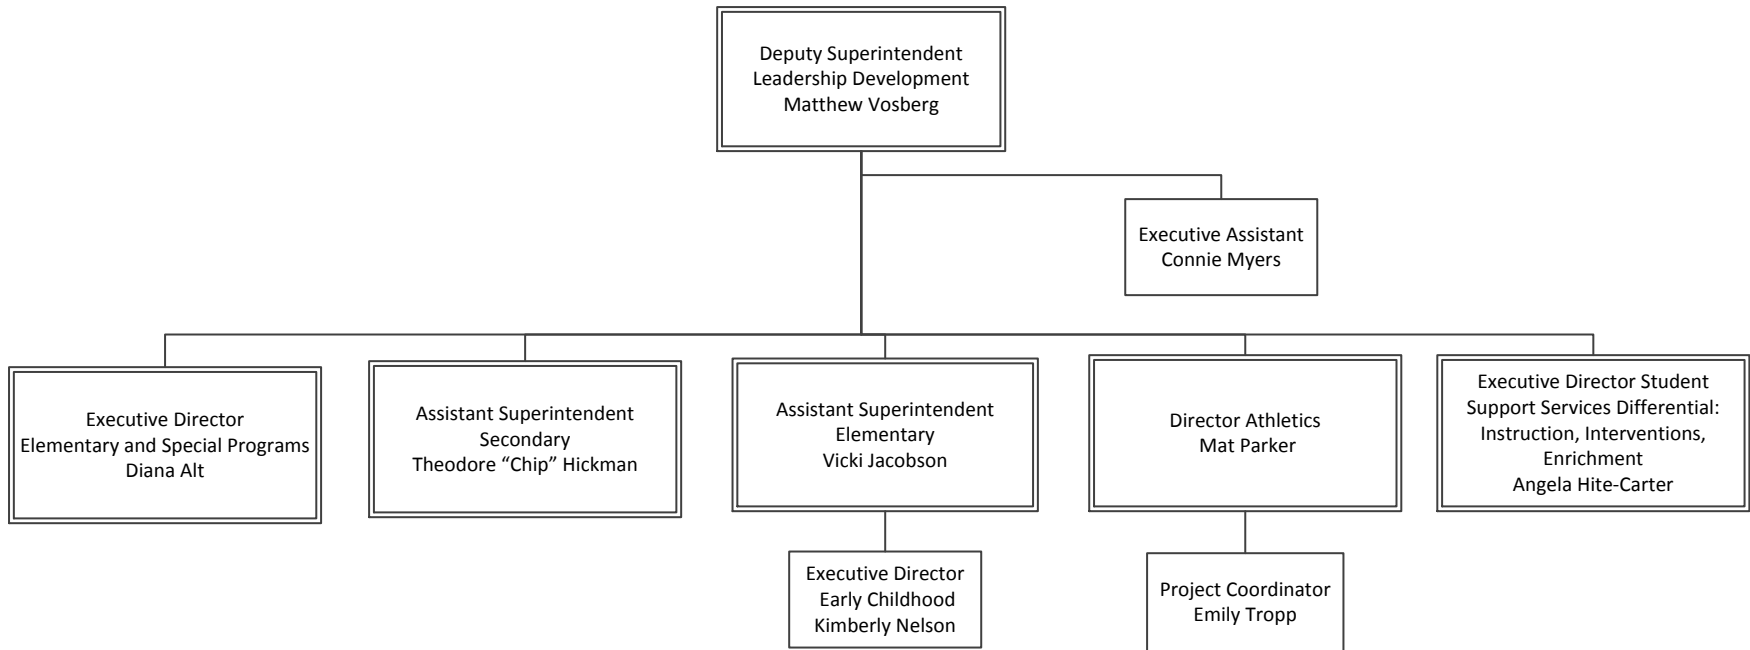 Deputy Superintendent
Leadership Development
Matthew Vosberg
Executive Assistant
Connie Myers
Executive Director
Elementary and Special Programs
Diana Alt
Assistant Superintendent
Secondary
Theodore “Chip” Hickman
Assistant Superintendent
Elementary
Vicki Jacobson
Director Athletics
Mat Parker
Executive Director Student
Support Services Differential:
Instruction, Interventions,
Enrichment
Angela Hite-Carter
Executive Director
Early Childhood
Kimberly Nelson
Project Coordinator
Emily Tropp